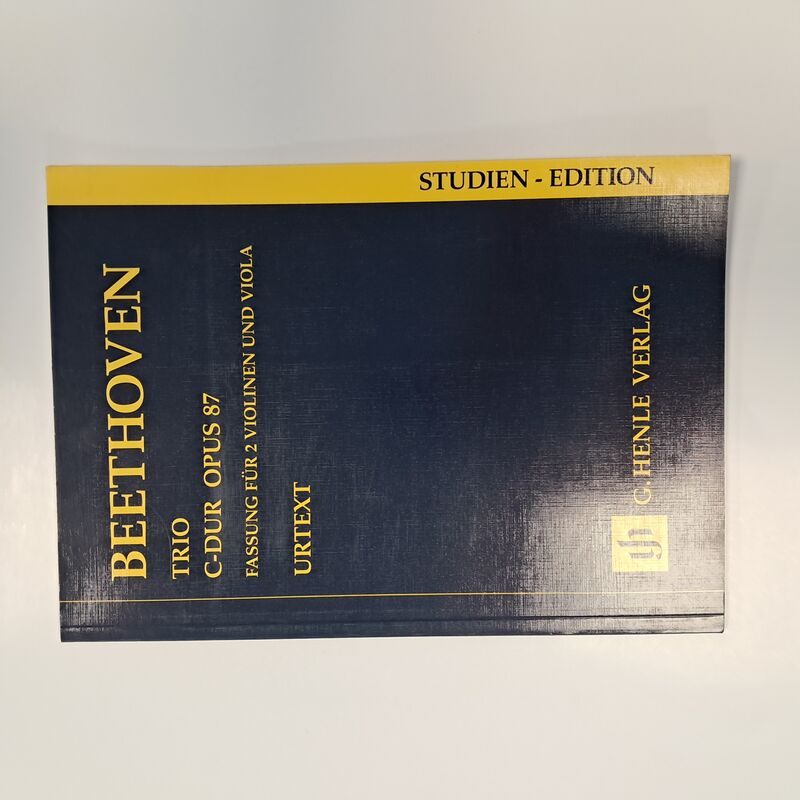 BEETHOVEN
TRIO
C-DUR OPUS 87
FASSUNG FÜR 2 VIOLINEN UND VIOLA
URTEXT
G. HENLE VERLAG
STUDIEN - EDITION